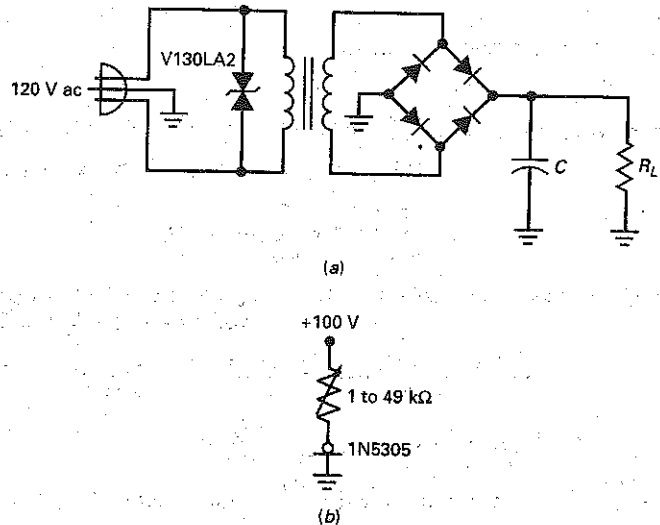 V130LA2
120 V ac
C
R_L
(a)
+100 V
1 to 49 kΩ
1N5305
(b)